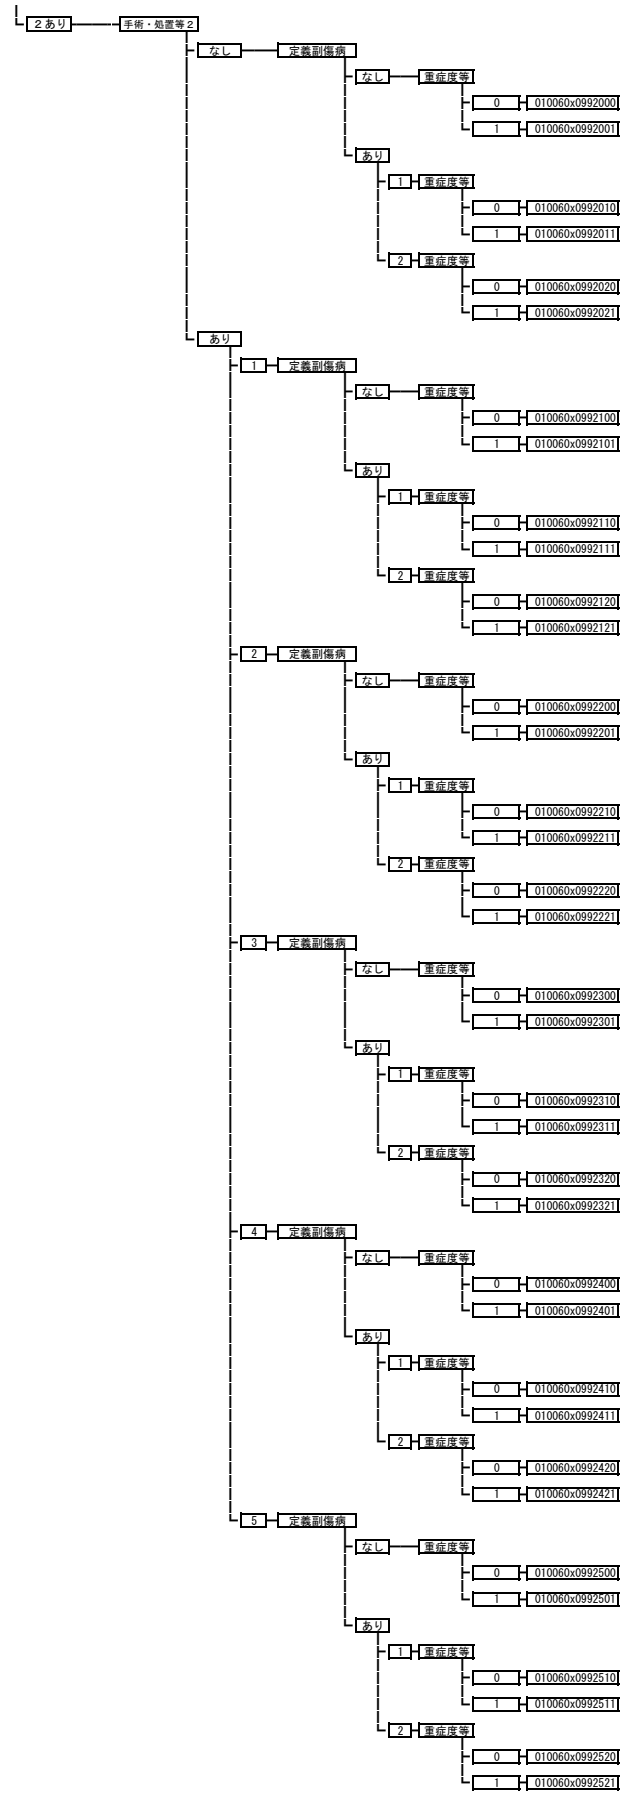 ２あり 手術・処置等２
なし 定義副傷病
なし 重症度等
0 010060x0992000
1 010060x0992001
あり
1 重症度等
0 010060x0992010
1 010060x0992011
2 重症度等
0 010060x0992020
1 010060x0992021
あり
1 定義副傷病
なし 重症度等
0 010060x0992100
1 010060x0992101
あり
1 重症度等
0 010060x0992110
1 010060x0992111
2 重症度等
0 010060x0992120
1 010060x0992121
2 定義副傷病
なし 重症度等
0 010060x0992200
1 010060x0992201
あり
1 重症度等
0 010060x0992210
1 010060x0992211
2 重症度等
0 010060x0992220
1 010060x0992221
3 定義副傷病
なし 重症度等
0 010060x0992300
1 010060x0992301
あり
1 重症度等
0 010060x0992310
1 010060x0992311
2 重症度等
0 010060x0992320
1 010060x0992321
4 定義副傷病
なし 重症度等
0 010060x0992400
1 010060x0992401
あり
1 重症度等
0 010060x0992410
1 010060x0992411
2 重症度等
0 010060x0992420
1 010060x0992421
5 定義副傷病
なし 重症度等
0 010060x0992500
1 010060x0992501
あり
1 重症度等
0 010060x0992510
1 010060x0992511
2 重症度等
0 010060x0992520
1 010060x0992521